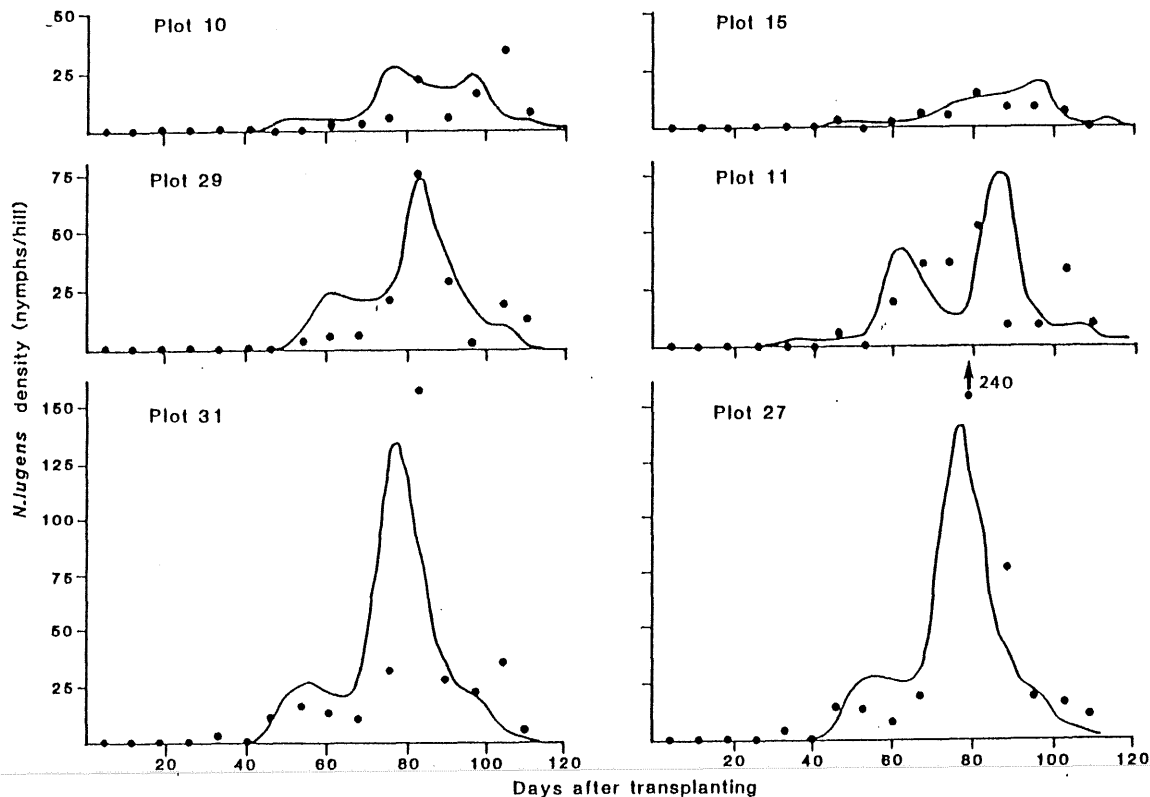 Plot 10
50
25
Plot 15
Plot 29
75
50
25
Plot 11
Plot 31
150
125
100
75
50
25
20 40 60 80 100 120
Plot 27
240
20 40 60 80 100 120
N.lugens density (nymphs/hill)
Days after transplanting